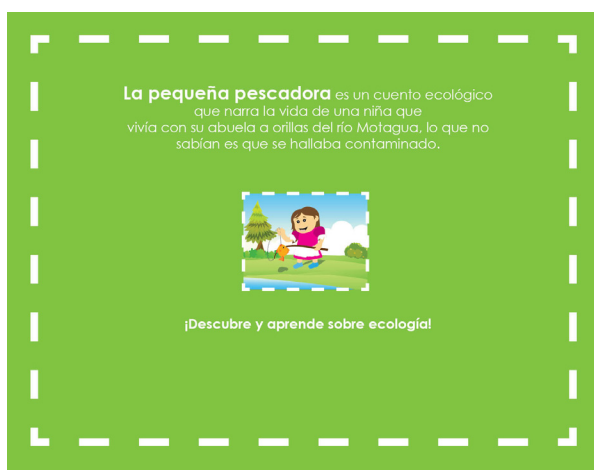 La pequeña pescadora es un cuento ecológico
que narra la vida de una niña que
vivía con su abuela a orillas del río Motagua, lo que no
sabían es que se hallaba contaminado.
¡Descubre y aprende sobre ecología!